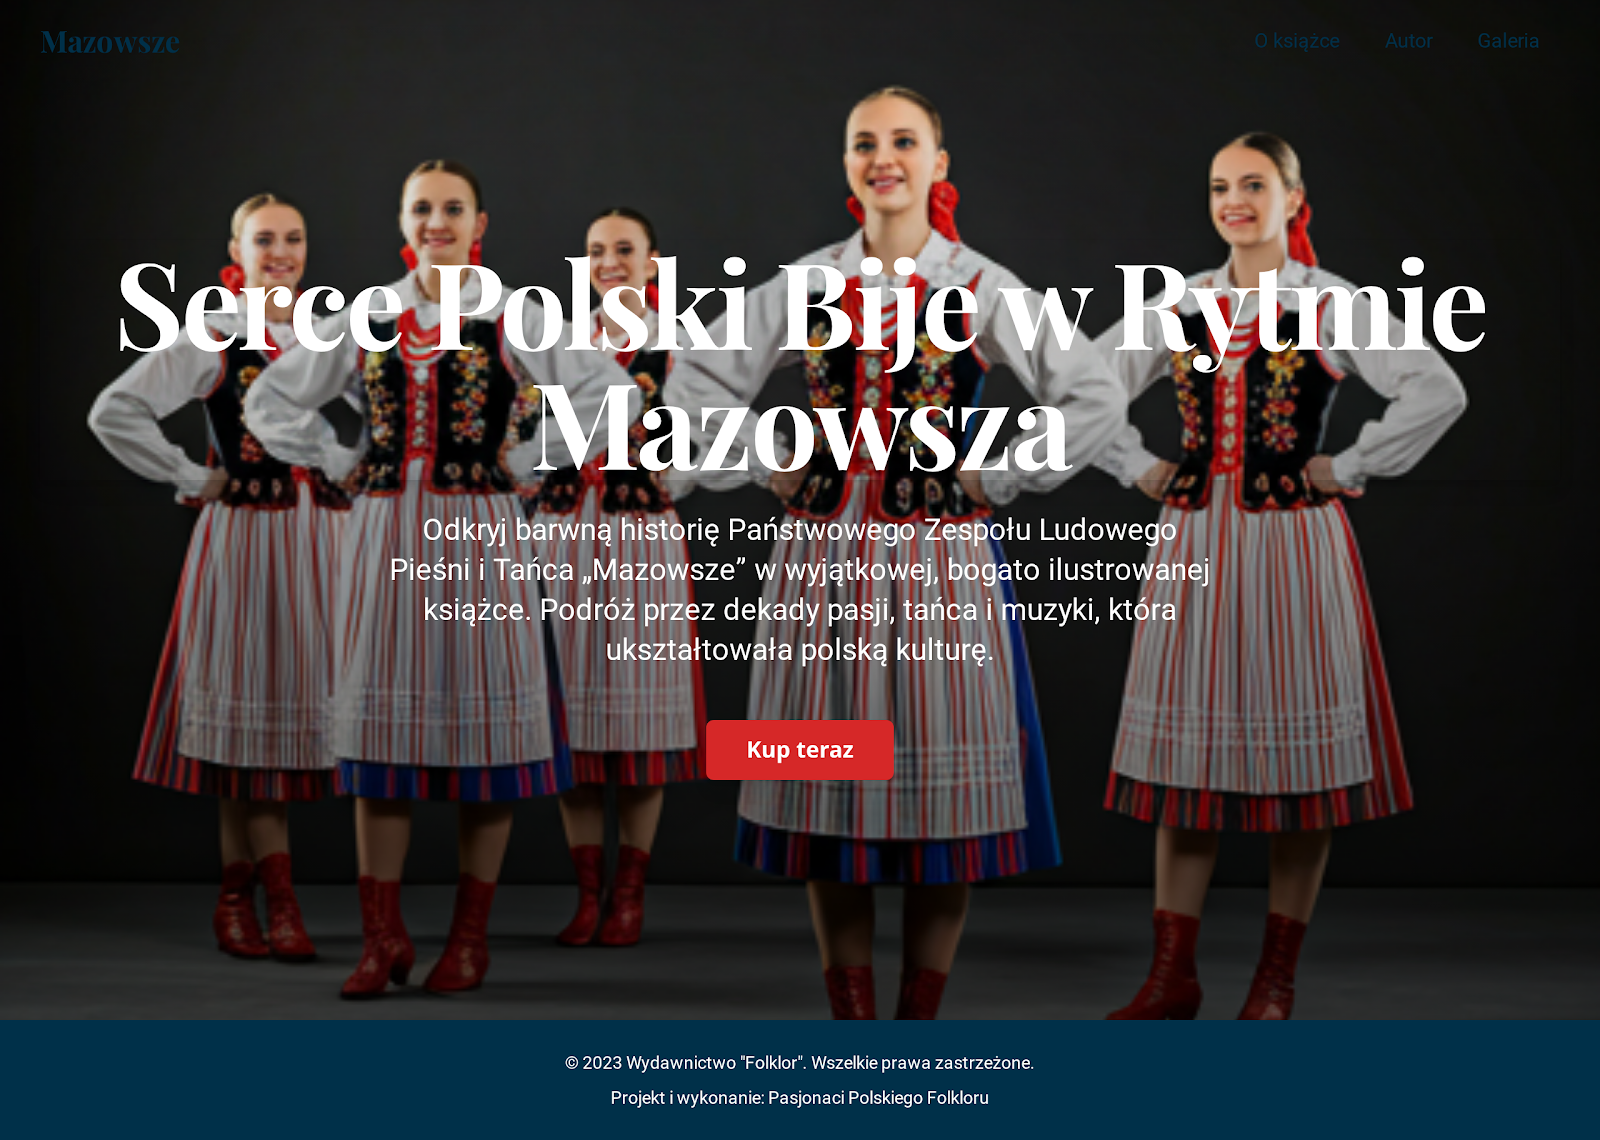 Mazowsze
O książce Autor Galeria
Serce Polski Bije w Rytmie
Mazowsza
Odkryj barwną historię Państwowego Zespołu Ludowego
Pieśni i Tańca „Mazowsze” w wyjątkowej, bogato ilustrowanej
książce. Podróż przez dekady pasji, tańca i muzyki, która
ukształtowała polską kulturę.
Kup teraz
© 2023 Wydawnictwo "Folklor". Wszelkie prawa zastrzeżone.
Projekt i wykonanie: Pasjonaci Polskiego Folkloru